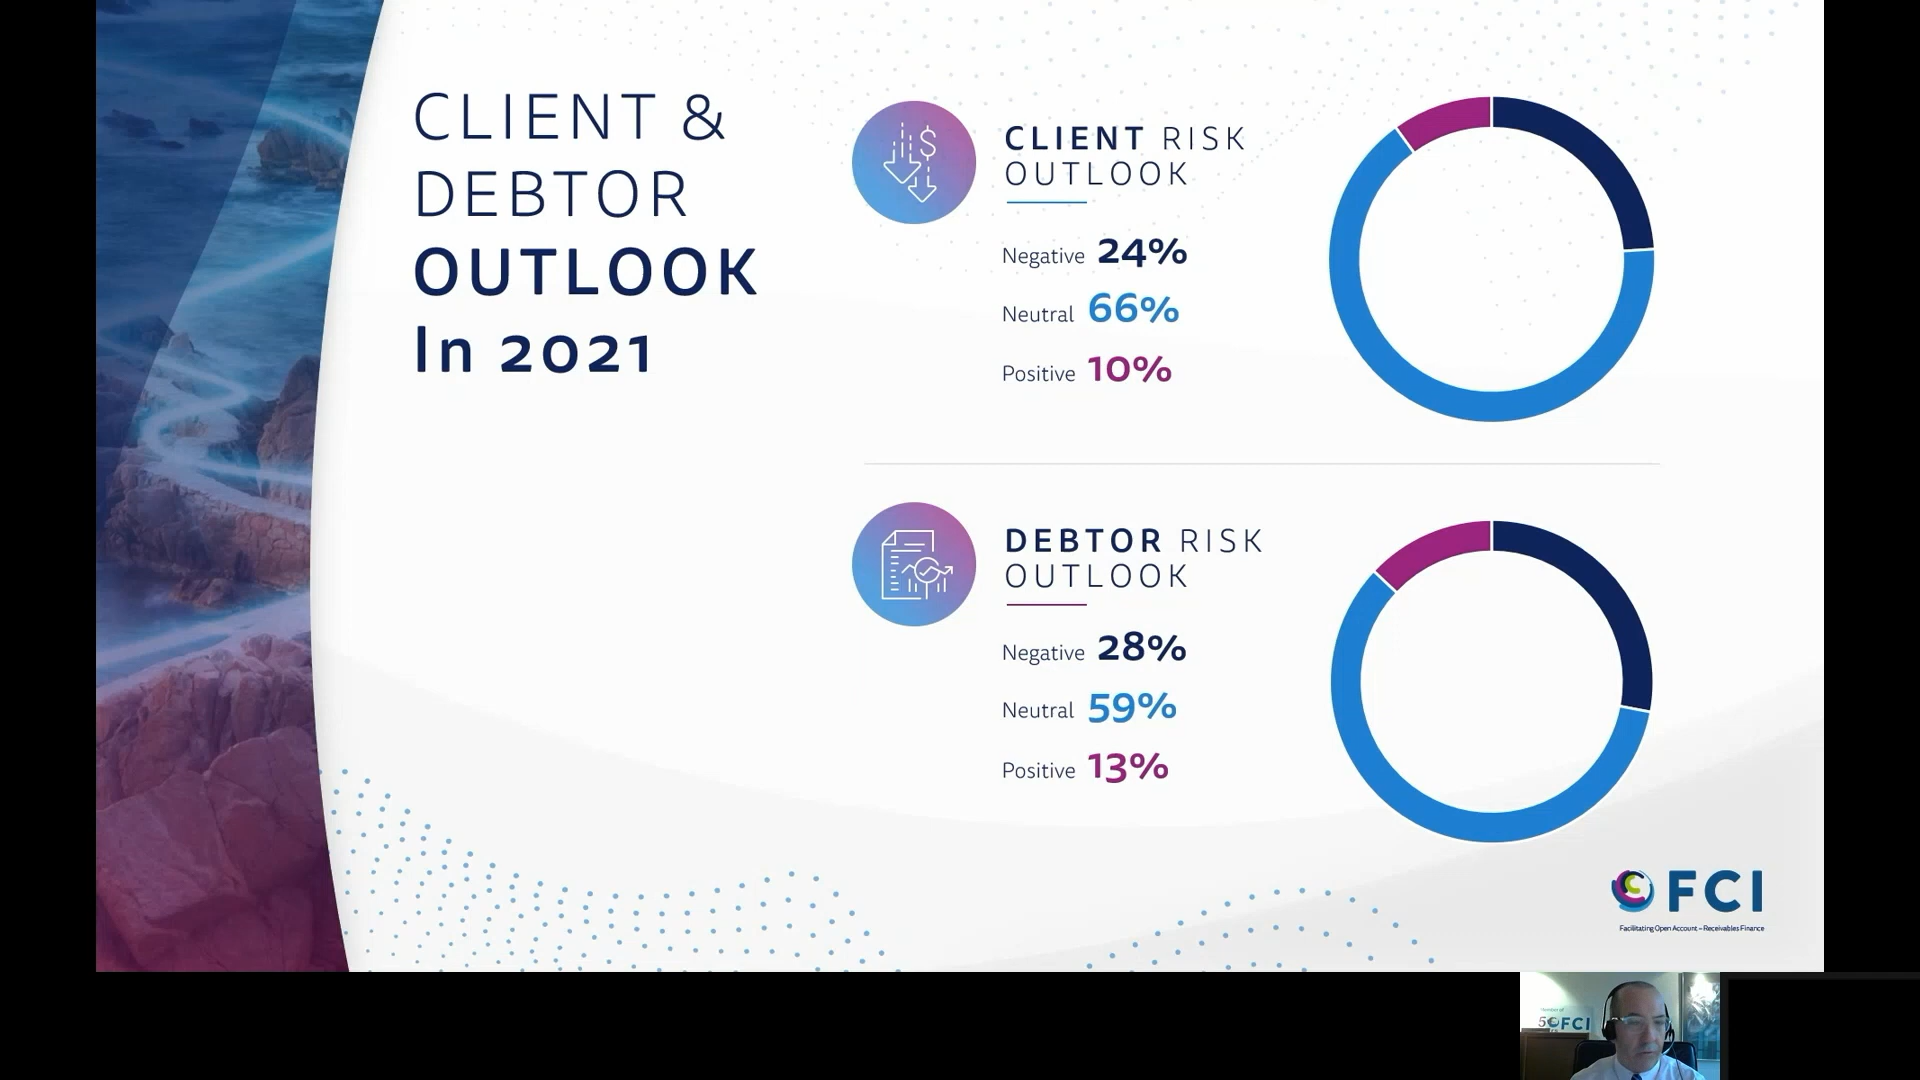 CLIENT &
DEBTOR
OUTLOOK
In 2021
CLIENT RISK
OUTLOOK
Negative 24%
Neutral 66%
Positive 10%
DEBTOR RISK
OUTLOOK
Negative 28%
Neutral 59%
Positive 13%
FCI
Facilitating Open Account – Receivables Finance
FCI